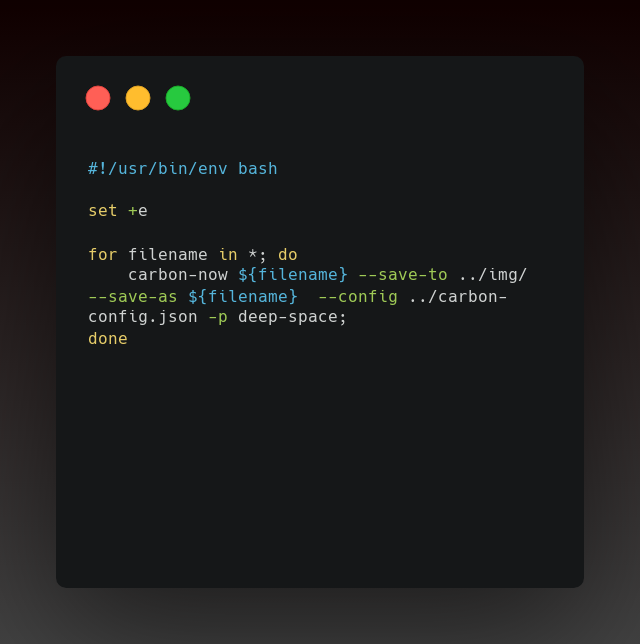 #!/usr/bin/env bash
set +e
for filename in *; do
    carbon-now ${filename} --save-to ../img/
--save-as ${filename}  --config ../carbon-
config.json -p deep-space;
done